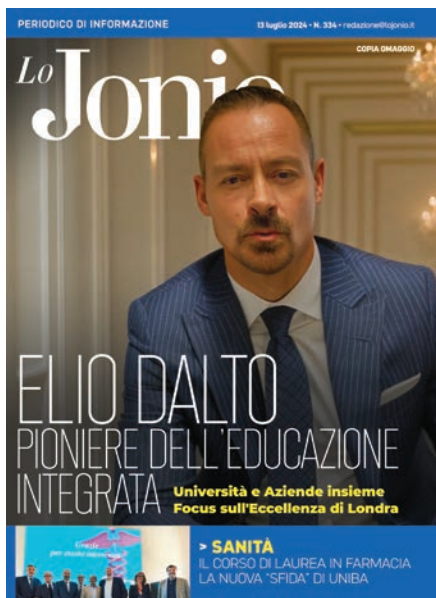 PERIODICO DI INFORMAZIONE
13 luglio 2024 • N. 334 • redazione@lojonio.it
COPIA OMAGGIO
Lo Jonio
ELIO DALTO
PIONIERE DELL'EDUCAZIONE
INTEGRATA
Università e Aziende insieme
Focus sull'Eccellenza di Londra
> SANITÀ
IL CORSO DI LAUREA IN FARMACIA
LA NUOVA "SFIDA" DI UNIBA